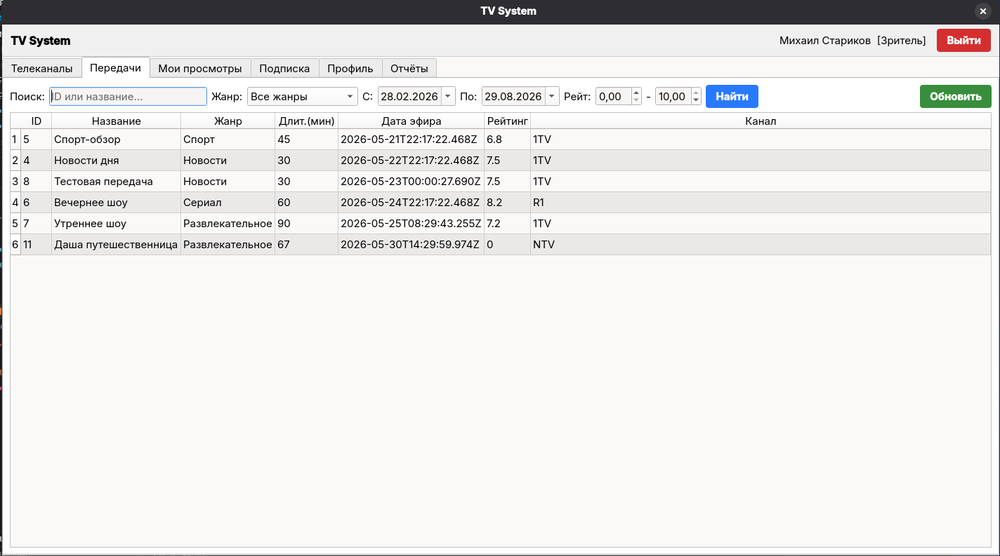 TV System
TV System Михаил Стариков [Зритель] Выйти
Телеканалы Передачи Мои просмотры Подписка Профиль Отчёты
Поиск: ID или название... Жанр: Все жанры С: 28.02.2026 По: 29.08.2026 Рейт: 0,00 - 10,00 Найти Обновить
ID Название Жанр Длит.(мин) Дата эфира Рейтинг Канал
1 5 Спорт-обзор Спорт 45 2026-05-21T22:17:22.468Z 6.8 1TV
2 4 Новости дня Новости 30 2026-05-22T22:17:22.468Z 7.5 1TV
3 8 Тестовая передача Новости 30 2026-05-23T00:00:27.690Z 7.5 1TV
4 6 Вечернее шоу Сериал 60 2026-05-24T22:17:22.468Z 8.2 R1
5 7 Утреннее шоу Развлекательное 90 2026-05-25T08:29:43.255Z 7.2 1TV
6 11 Даша путешественница Развлекательное 67 2026-05-30T14:29:59.974Z 0 NTV